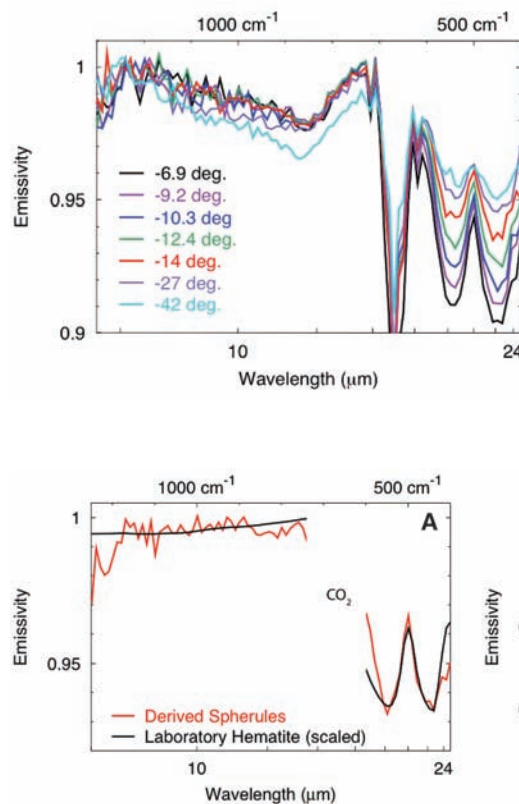 1000 cm⁻¹ 500 cm⁻¹
1
0.95
0.9
Emissivity
-6.9 deg.
-9.2 deg.
-10.3 deg.
-12.4 deg.
-14 deg.
-27 deg.
-42 deg.
10 24
Wavelength (μm)
1000 cm⁻¹ 500 cm⁻¹
A
1
0.95
Emissivity
CO₂
Derived Spherules
Laboratory Hematite (scaled)
10 24
Wavelength (μm)
Emissivity